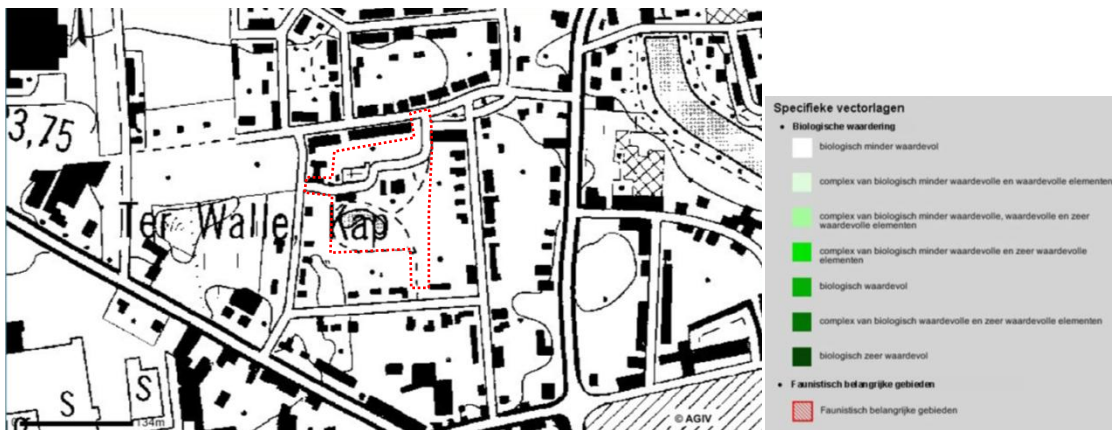 3,75
Ter Walle Kap
S
S
134m
© AGIV
Specifieke vectorlagen
Biologische waardering
biologisch minder waardevol
complex van biologisch minder waardevolle en waardevolle elementen
complex van biologisch minder waardevolle, waardevolle en zeer
waardevolle elementen
complex van biologisch minder waardevolle en zeer waardevolle
elementen
biologisch waardevol
complex van biologisch waardevolle en zeer waardevolle elementen
biologisch zeer waardevol
Faunistisch belangrijke gebieden
Faunistisch belangrijke gebieden